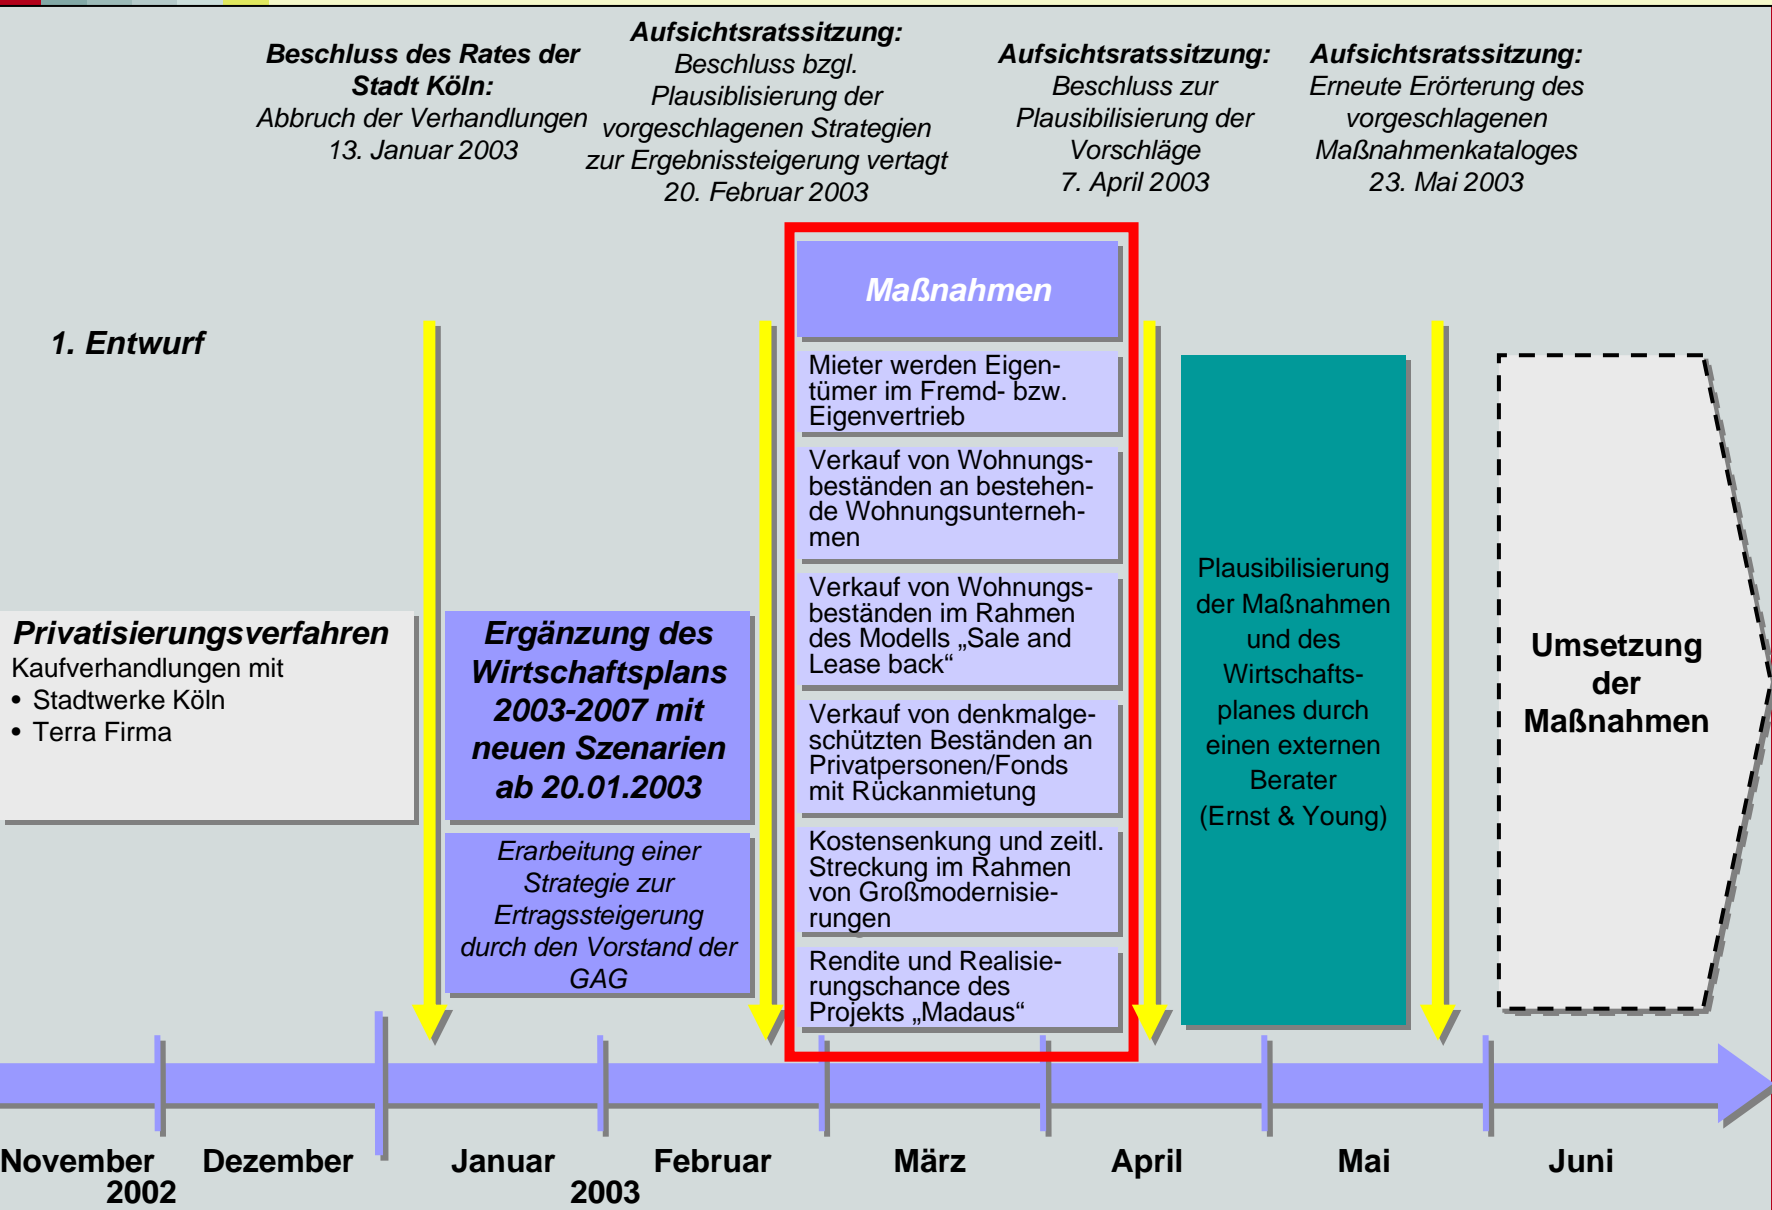 Beschluss des Rates der
Stadt Köln:
Abbruch der Verhandlungen
13. Januar 2003
Aufsichtsratssitzung:
Beschluss bzgl.
Plausiblisierung der
vorgeschlagenen Strategien
zur Ergebnissteigerung vertagt
20. Februar 2003
Aufsichtsratssitzung:
Beschluss zur
Plausibilisierung der
Vorschläge
7. April 2003
Aufsichtsratssitzung:
Erneute Erörterung des
vorgeschlagenen
Maßnahmenkataloges
23. Mai 2003
1. Entwurf
Privatisierungsverfahren
Kaufverhandlungen mit
• Stadtwerke Köln
• Terra Firma
Ergänzung des
Wirtschaftsplans
2003-2007 mit
neuen Szenarien
ab 20.01.2003
Erarbeitung einer
Strategie zur
Ertragssteigerung
durch den Vorstand der
GAG
Maßnahmen
Mieter werden Eigen-
tümer im Fremd- bzw.
Eigenvertrieb
Verkauf von Wohnungs-
beständen an bestehen-
de Wohnungsunterneh-
men
Verkauf von Wohnungs-
beständen im Rahmen
des Modells „Sale and
Lease back“
Verkauf von denkmalge-
schützten Beständen an
Privatpersonen/Fonds
mit Rückanmietung
Kostensenkung und zeitl.
Streckung im Rahmen
von Großmodernisie-
rungen
Rendite und Realisie-
rungschance des
Projekts „Madaus“
Plausibilisierung
der Maßnahmen
und des
Wirtschafts-
planes durch
einen externen
Berater
(Ernst & Young)
Umsetzung
der
Maßnahmen
November Dezember Januar Februar März April Mai Juni
2002 2003